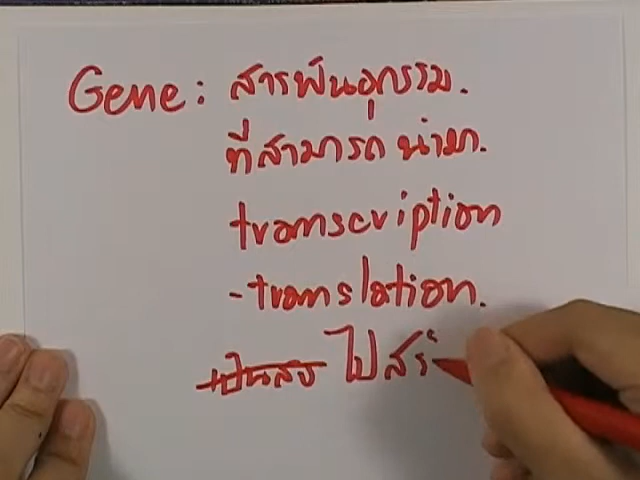 Gene: สารพันธุกรรม.
ที่สามารถ นำมา.
transcription
-translation.
ไป